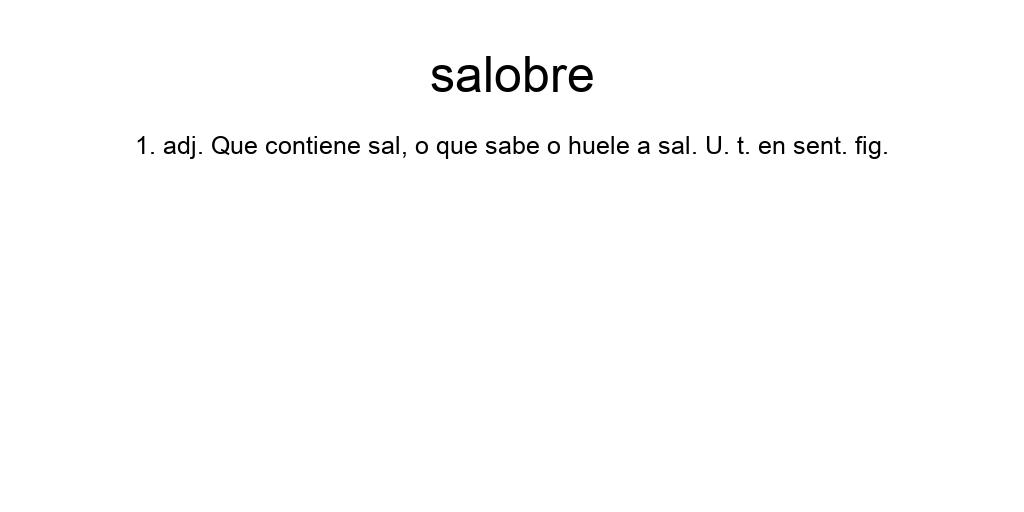 salobre
1. adj. Que contiene sal, o que sabe o huele a sal. U. t. en sent. fig.